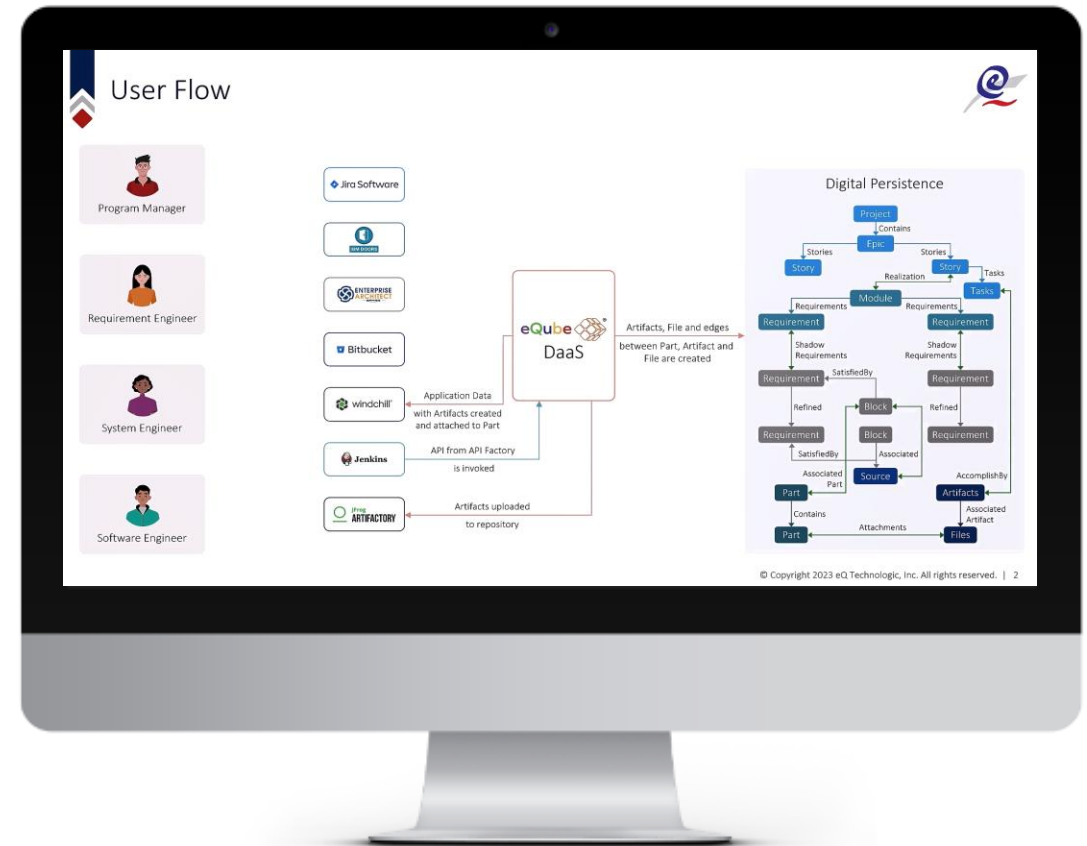 User Flow
Program Manager
Requirement Engineer
System Engineer
Software Engineer
Jira Software
IBM DOORS
ENTERPRISE
ARCHITECT
Bitbucket
windchill
Jenkins
JFrog
ARTIFACTORY
Application Data
with Artifacts created
and attached to Part
API from API Factory
is invoked
Artifacts uploaded
to repository
eQube®
DaaS
Artifacts, File and edges
between Part, Artifact and
File are created
Digital Persistence
Project
Contains
Epic
Stories
Stories
Story
Story
Tasks
Realization
Tasks
Module
Requirements
Requirements
Requirement
Requirement
Shadow
Requirements
Shadow
Requirements
SatisfiedBy
Requirement
Requirement
Refined
Block
Refined
Requirement
Block
Requirement
SatisfiedBy
Associated
Associated
Part
Source
AccomplishBy
Part
Artifacts
Contains
Associated
Artifact
Attachments
Part
Files
© Copyright 2023 eQ Technologic, Inc. All rights reserved. | 2